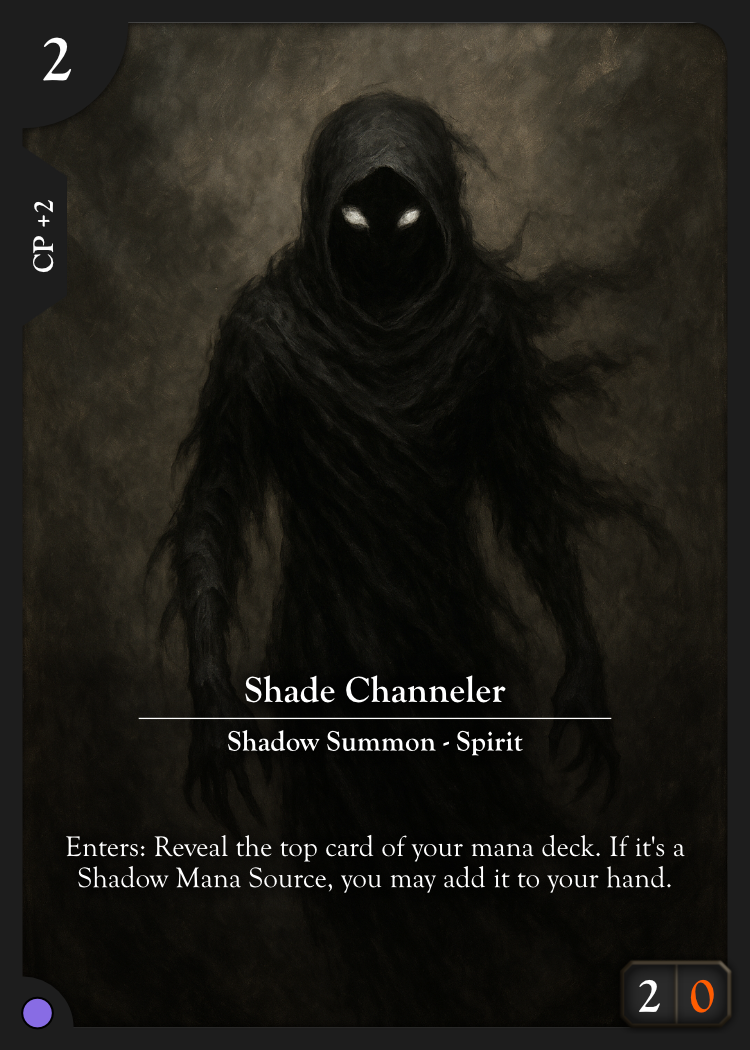 2
CP +2
Shade Channeler
Shadow Summon - Spirit
Enters: Reveal the top card of your mana deck. If it's a
Shadow Mana Source, you may add it to your hand.
2 0